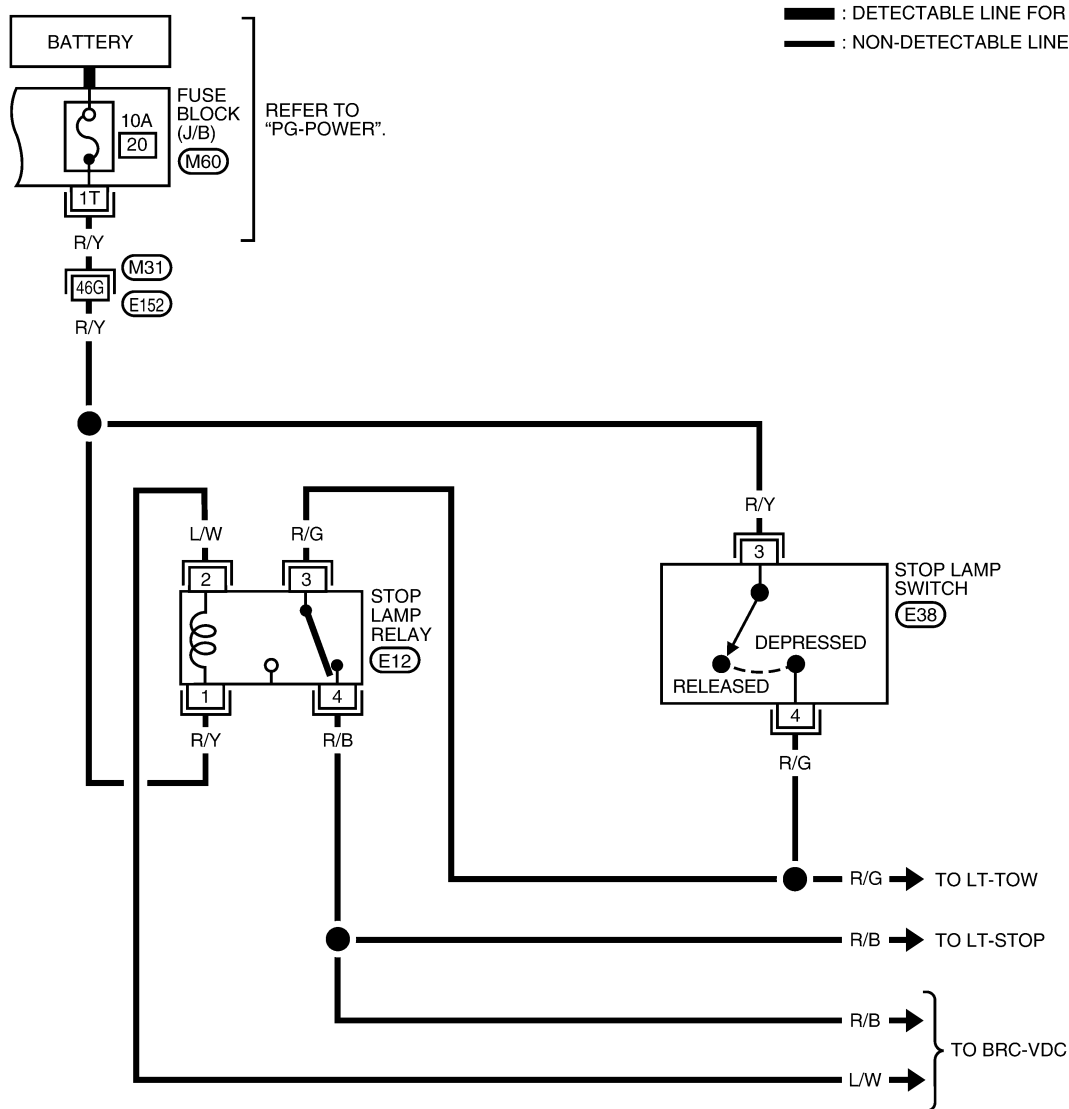 : DETECTABLE LINE FOR
: NON-DETECTABLE LINE
BATTERY
FUSE
BLOCK
(J/B)
M60
10A
20
REFER TO
“PG-POWER”.
1T
R/Y
M31
46G
E152
R/Y
R/Y
L/W
R/G
2
3
STOP
LAMP
RELAY
E12
1
4
R/Y
R/B
3
STOP LAMP
SWITCH
E38
DEPRESSED
RELEASED
4
R/G
R/G
TO LT-TOW
R/B
TO LT-STOP
R/B
TO BRC-VDC
L/W